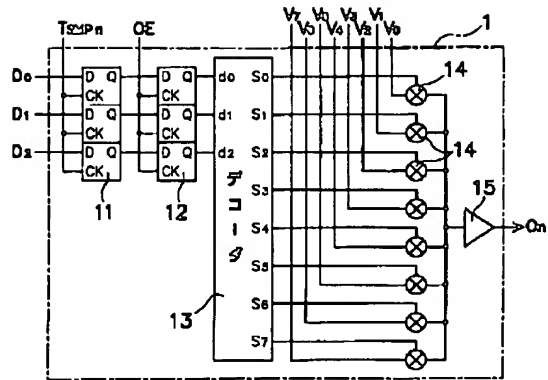 TSMPn OE V7 V6 V5 V4 V3 V2 V1 V0 1
D0 D Q D Q d0 S0 14
CK CK
D1 D Q D Q d1 S1
CK CK 14
D2 D Q D Q d2 S2
CK CK
11 12 デコーダ S3 15
S4 On
S5
13 S6
S7